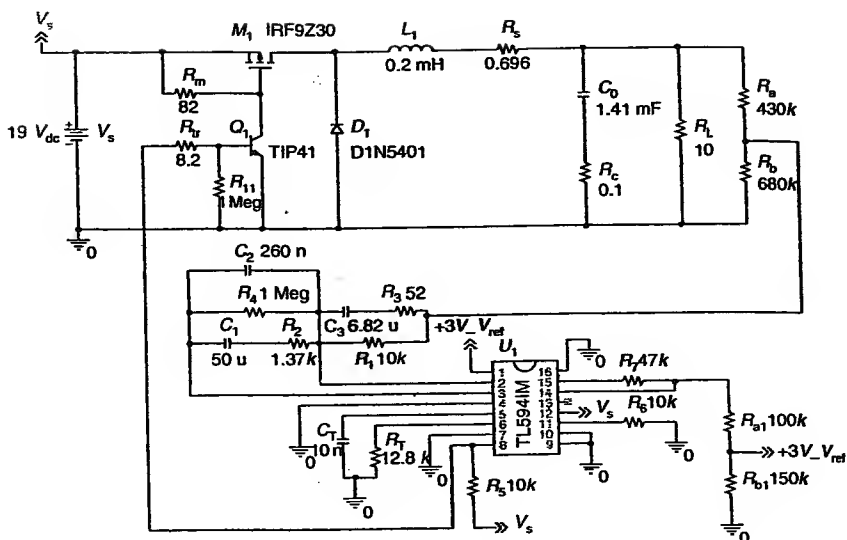 V_s
M_1 IRF9Z30
L_1
0.2 mH
R_s
0.696
C_0
1.41 mF
R_a
430k
R_m
82
19 V_dc
V_s
R_tr
8.2
Q_1
TIP41
D_1
D1N5401
R_L
10
R_b
680k
R_11
1 Meg
R_c
0.1
0
C_2 260 n
R_4 1 Meg
R_3 52
C_1
50 u
R_2
1.37k
C_3 6.82 u
R_1 10k
+3V_V_ref
U_1
TL594IM
1
2
3
4
5
6
7
8
16
15
14
13
12
11
10
9
0
R_7 47k
V_s
R_6 10k
R_a1 100k
+3V_V_ref
R_b1 150k
0
0
0
0
C_T
10 n
R_T
12.8 k
0
0
R_5 10k
V_s